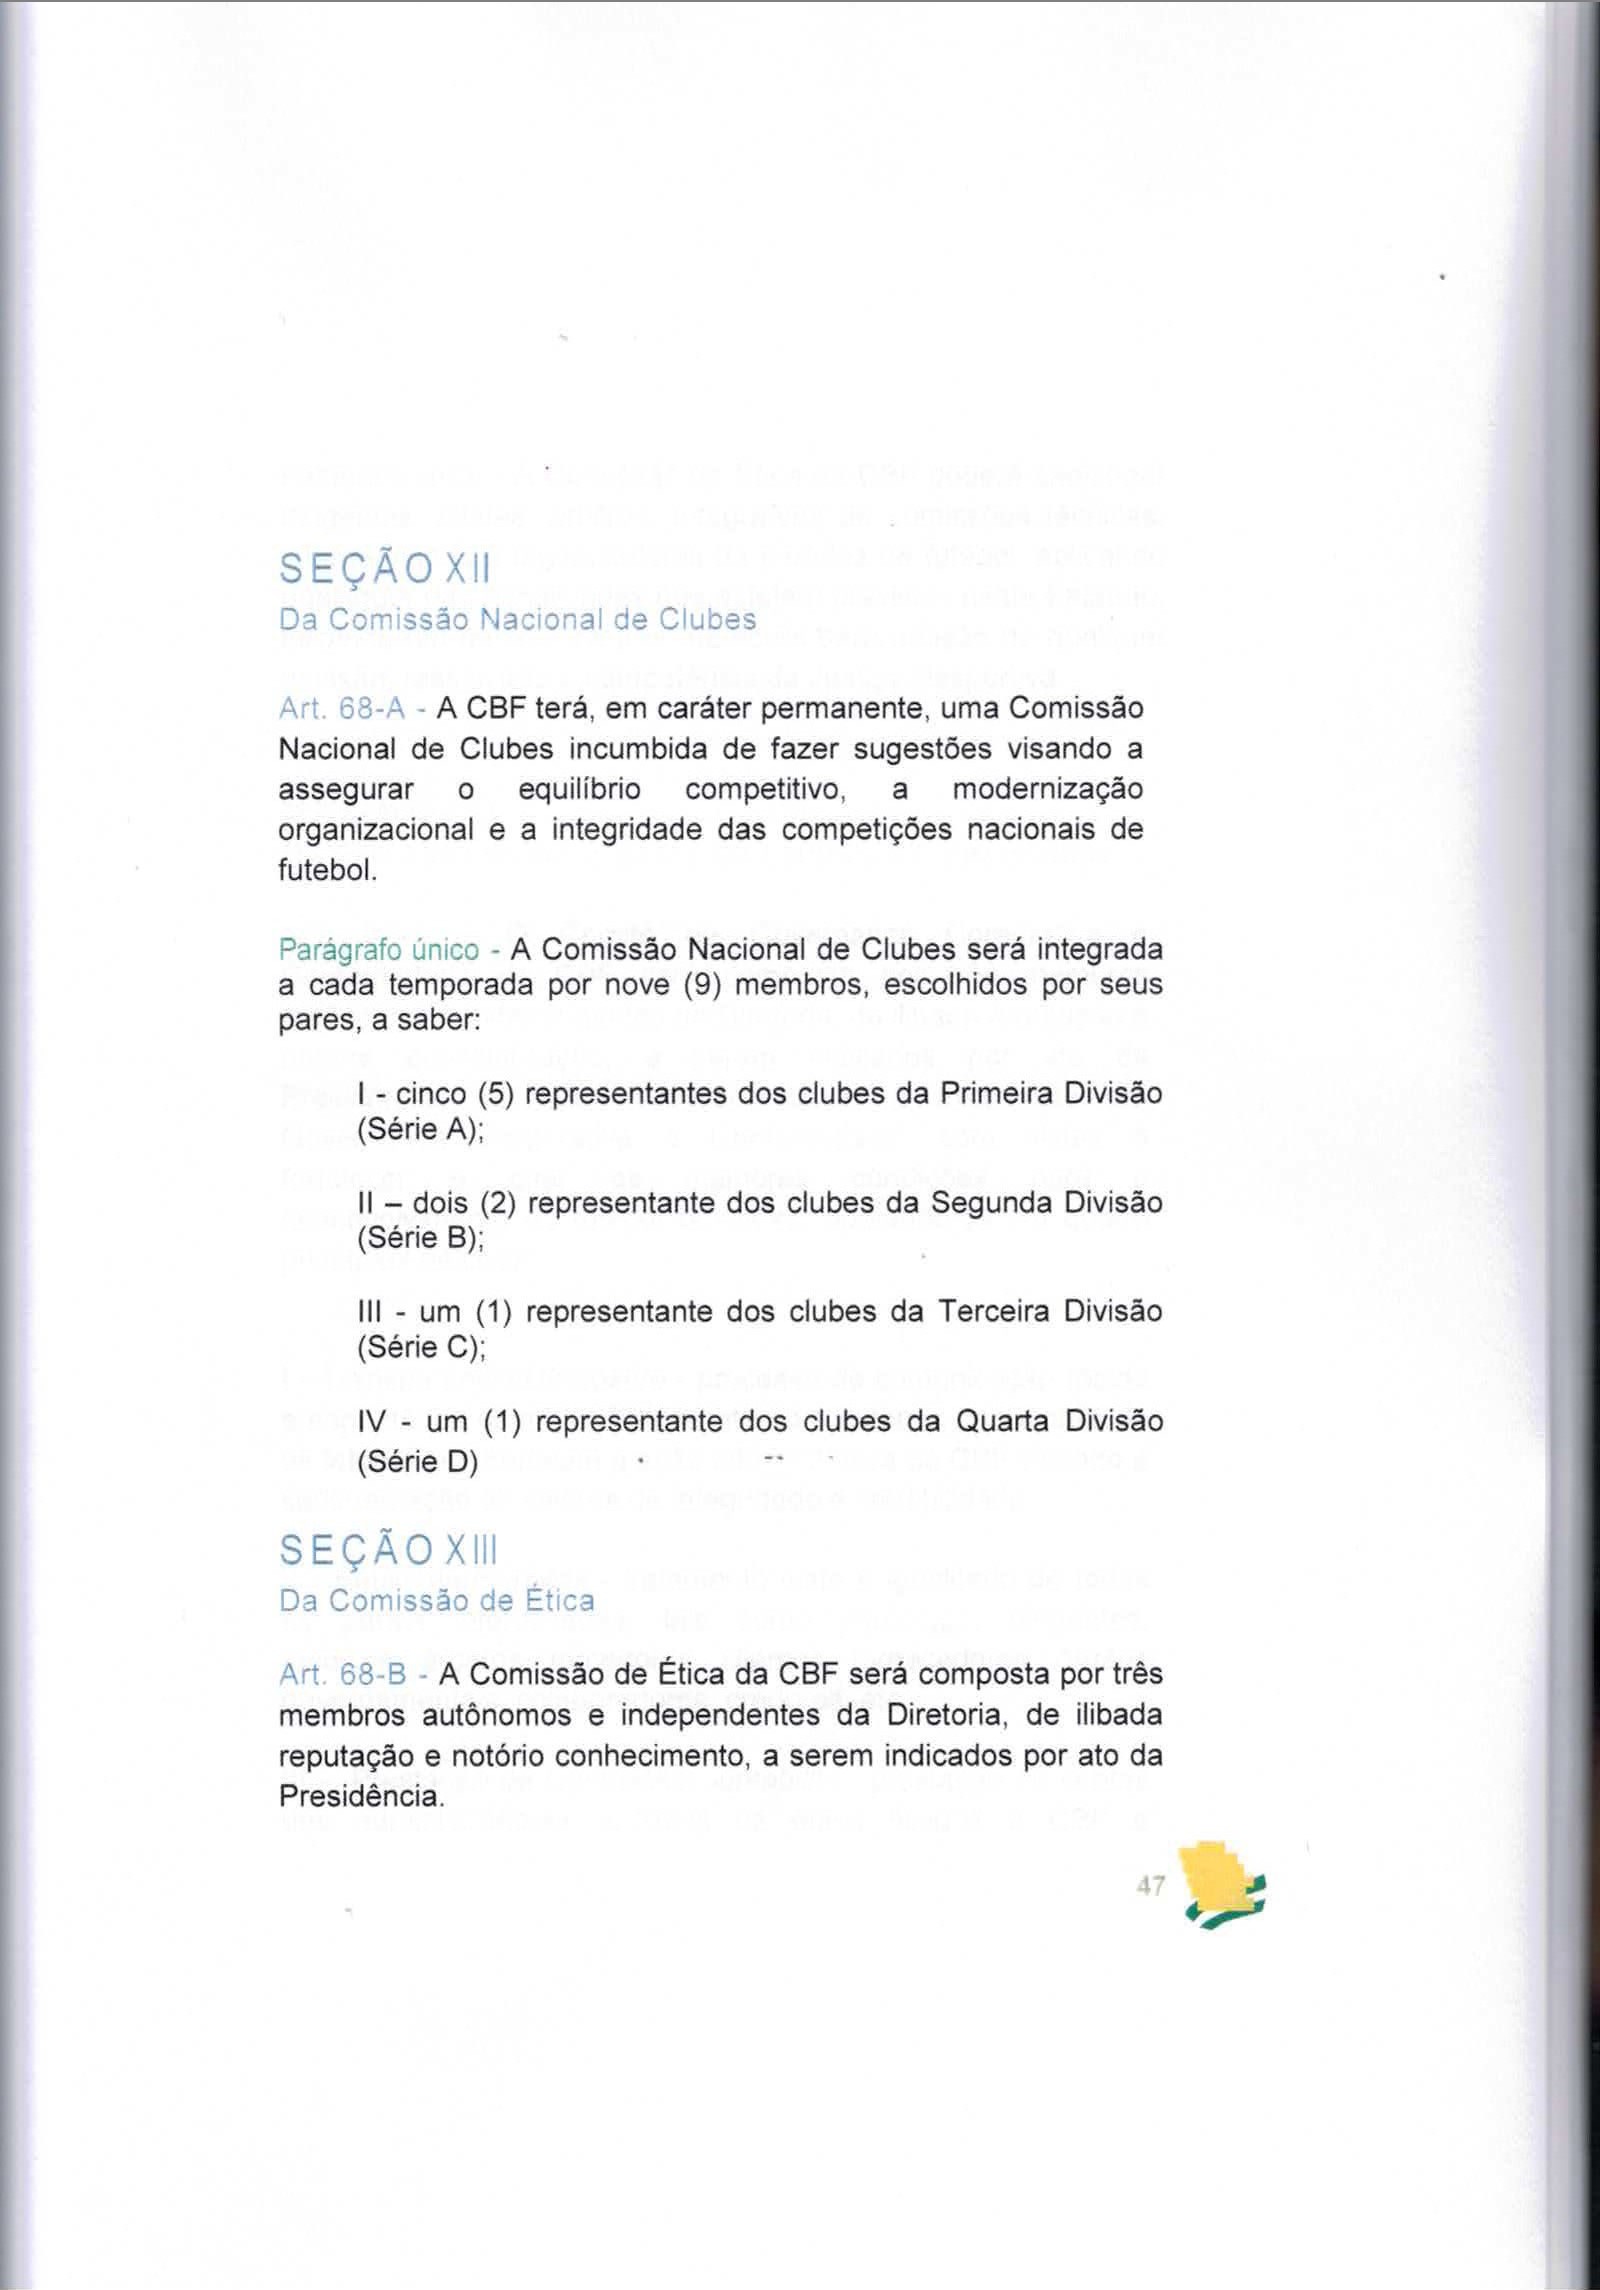 SEÇÃO XII
Da Comissão Nacional de Clubes
Art. 68-A - A CBF terá, em caráter permanente, uma Comissão
Nacional de Clubes incumbida de fazer sugestões visando a
assegurar o equilíbrio competitivo, a modernização
organizacional e a integridade das competições nacionais de
futebol.
Parágrafo único - A Comissão Nacional de Clubes será integrada
a cada temporada por nove (9) membros, escolhidos por seus
pares, a saber:
I - cinco (5) representantes dos clubes da Primeira Divisão
(Série A);
II – dois (2) representante dos clubes da Segunda Divisão
(Série B);
III - um (1) representante dos clubes da Terceira Divisão
(Série C);
IV - um (1) representante dos clubes da Quarta Divisão
(Série D)
SEÇÃO XIII
Da Comissão de Ética
Art. 68-B - A Comissão de Ética da CBF será composta por três
membros autônomos e independentes da Diretoria, de ilibada
reputação e notório conhecimento, a serem indicados por ato da
Presidência.
47